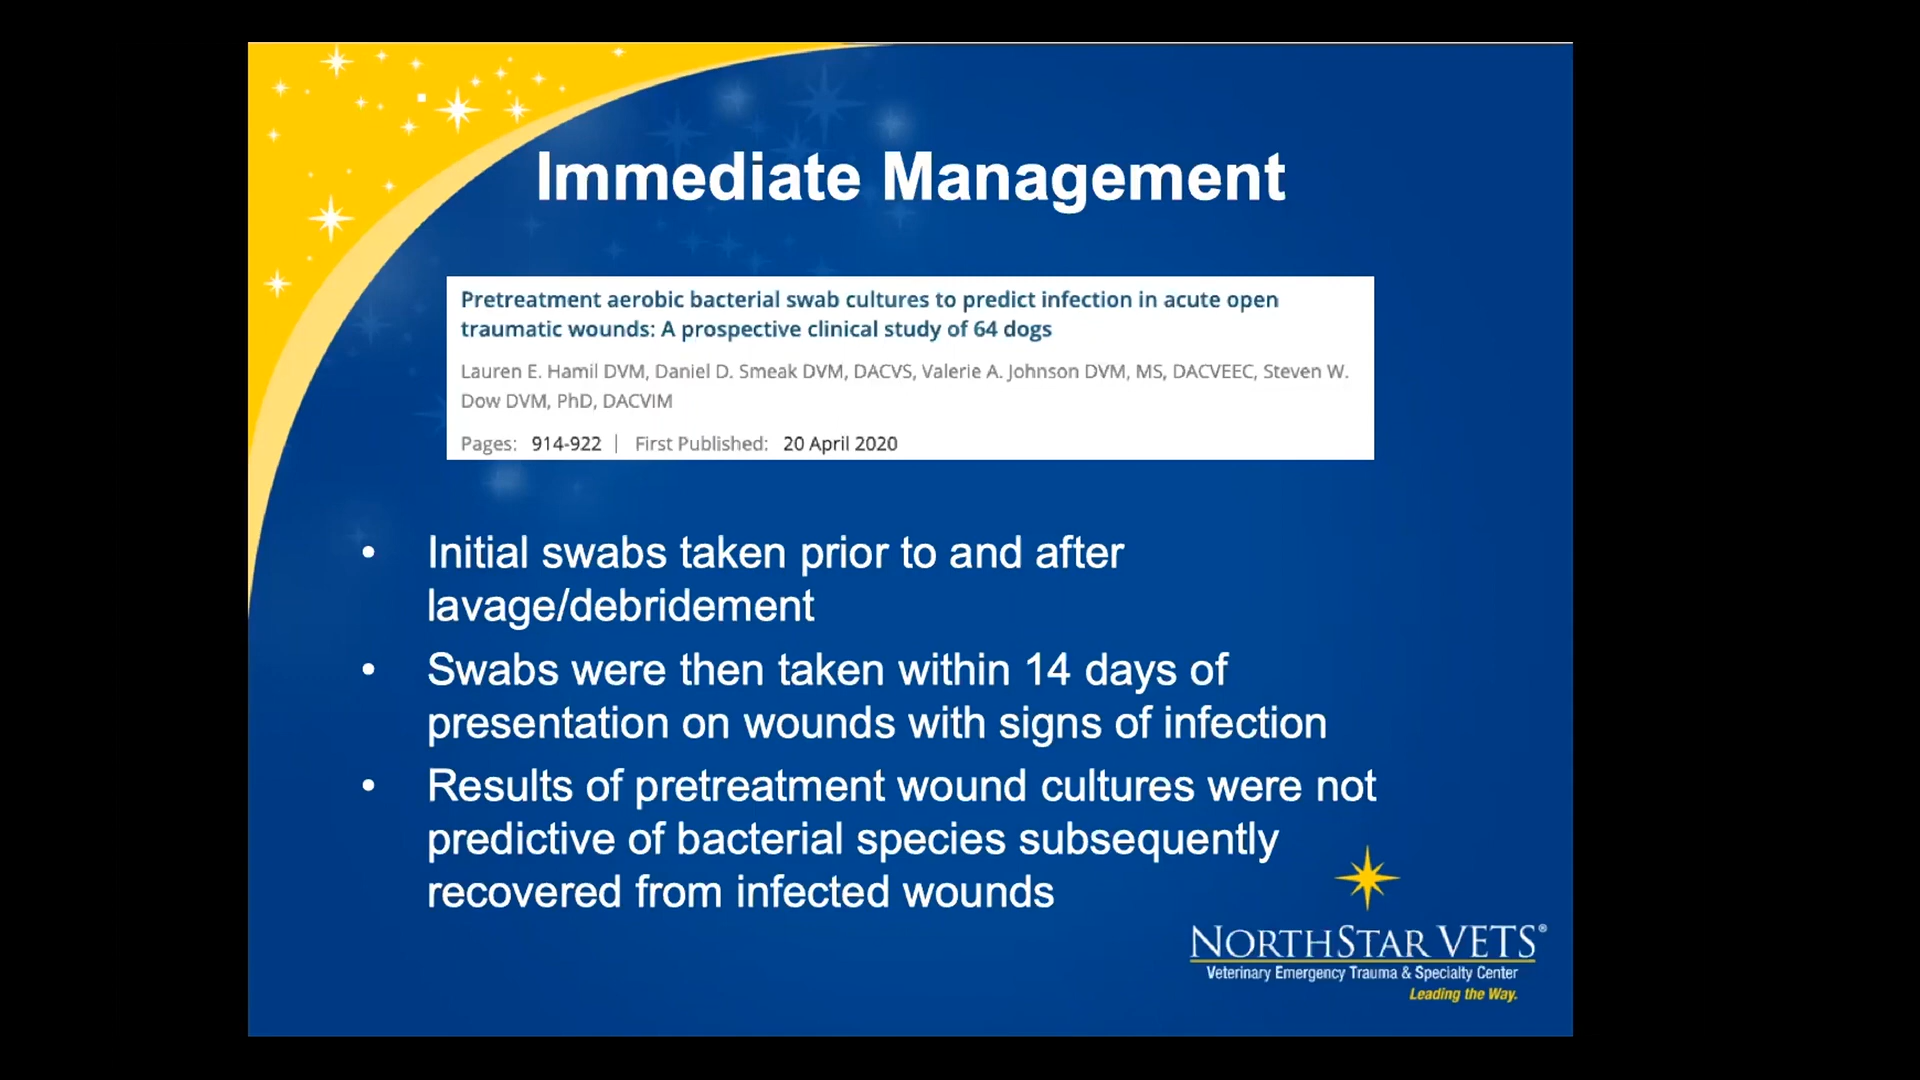 Immediate Management
Pretreatment aerobic bacterial swab cultures to predict infection in acute open
traumatic wounds: A prospective clinical study of 64 dogs
Lauren E. Hamil DVM, Daniel D. Smeak DVM, DACVS, Valerie A. Johnson DVM, MS, DACVEEC, Steven W.
Dow DVM, PhD, DACVIM
Pages: 914-922 | First Published: 20 April 2020
• Initial swabs taken prior to and after
lavage/debridement
• Swabs were then taken within 14 days of
presentation on wounds with signs of infection
• Results of pretreatment wound cultures were not
predictive of bacterial species subsequently
recovered from infected wounds
NORTHSTAR VETS®
Veterinary Emergency Trauma & Specialty Center
Leading the Way.